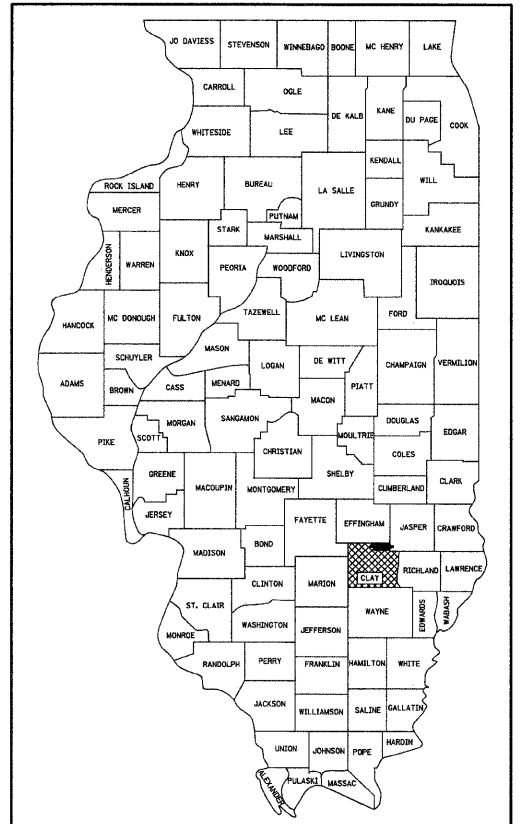 JO DAVIESS
STEVENSON
WINNEBAGO
BOONE
MC HENRY
LAKE
CARROLL
OGLE
DE KALB
KANE
DU PAGE
COOK
WHITESIDE
LEE
KENDALL
WILL
ROCK ISLAND
HENRY
BUREAU
LA SALLE
GRUNDY
MERCER
PUTNAM
STARK
MARSHALL
KANKAKEE
HENDERSON
WARREN
KNOX
PEORIA
WOODFORD
LIVINGSTON
IROQUOIS
HANCOCK
MC DONOUGH
FULTON
TAZEWELL
MC LEAN
FORD
SCHUYLER
MASON
LOGAN
DE WITT
CHAMPAIGN
VERMILION
ADAMS
BROWN
CASS
MENARD
MACON
PIATT
PIKE
SCOTT
MORGAN
SANGAMON
CHRISTIAN
MOULTRIE
DOUGLAS
COLES
EDGAR
CALHOUN
GREENE
MACOUPIN
MONTGOMERY
SHELBY
CUMBERLAND
CLARK
JERSEY
FAYETTE
EFFINGHAM
JASPER
CRAWFORD
MADISON
BOND
CLINTON
MARION
CLAY
RICHLAND
LAWRENCE
ST. CLAIR
WASHINGTON
JEFFERSON
WAYNE
EDWARDS
WABASH
MONROE
RANDOLPH
PERRY
FRANKLIN
HAMILTON
WHITE
JACKSON
WILLIAMSON
SALINE
GALLATIN
UNION
JOHNSON
POPE
HARDIN
ALEXANDER
PULASKI
MASSAC